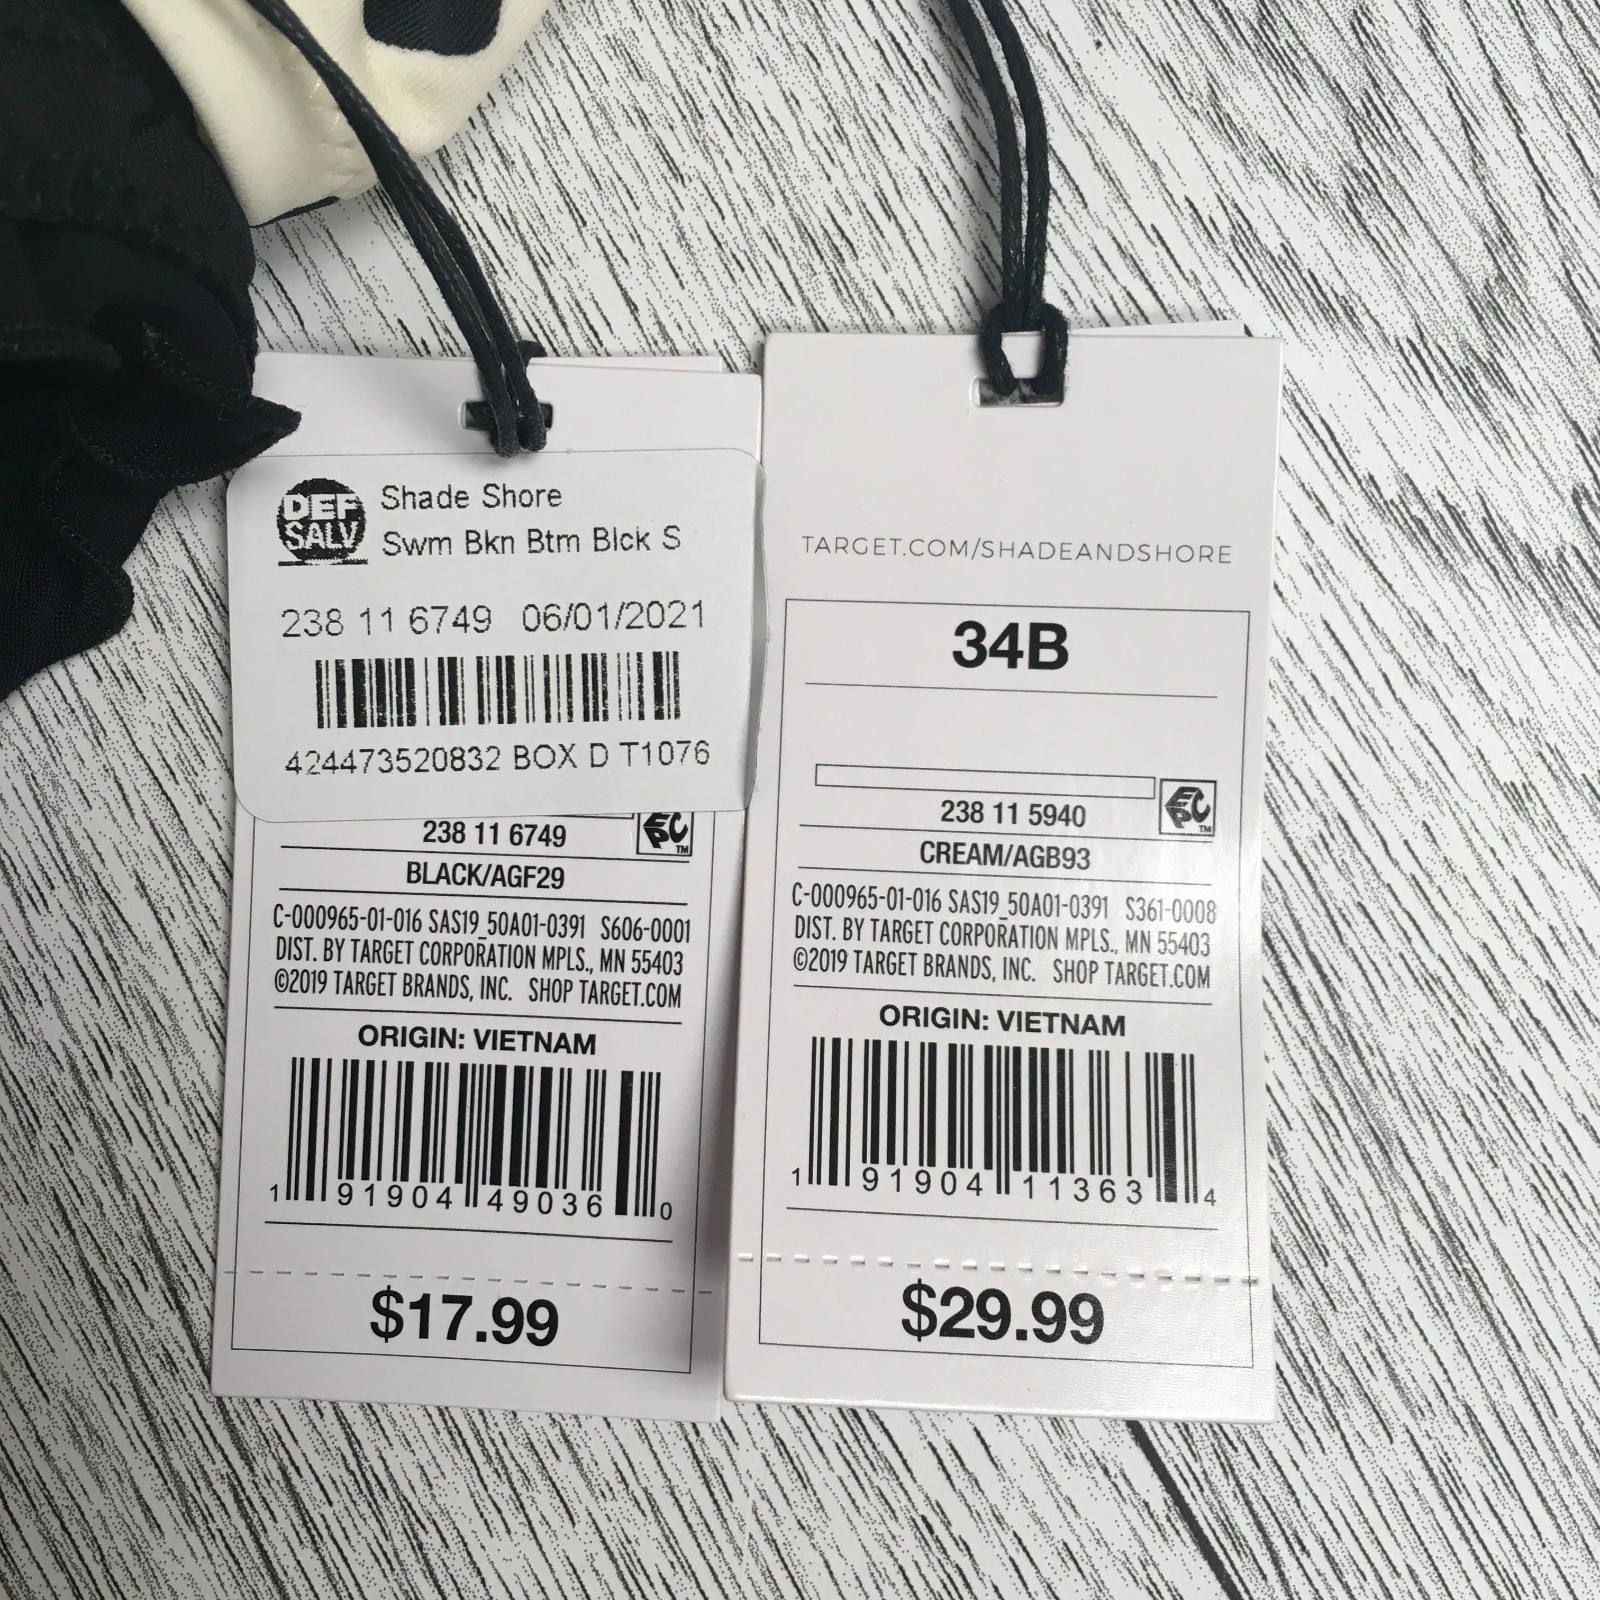 DEF
SALV
Shade Shore
Swm Bkn Btm Blck S
238 11 6749 06/01/2021
424473520832 BOX D T1076
238 11 6749
EPC
TM
BLACK/AGF29
C-000965-01-016 SAS19_50A01-0391 S606-0001
DIST. BY TARGET CORPORATION MPLS., MN 55403
©2019 TARGET BRANDS, INC. SHOP TARGET.COM
ORIGIN: VIETNAM
1 91904 49036 0
$17.99
TARGET.COM/SHADEANDSHORE
34B
238 11 5940
EPC
TM
CREAM/AGB93
C-000965-01-016 SAS19_50A01-0391 S361-0008
DIST. BY TARGET CORPORATION MPLS., MN 55403
©2019 TARGET BRANDS, INC. SHOP TARGET.COM
ORIGIN: VIETNAM
1 91904 11363 4
$29.99